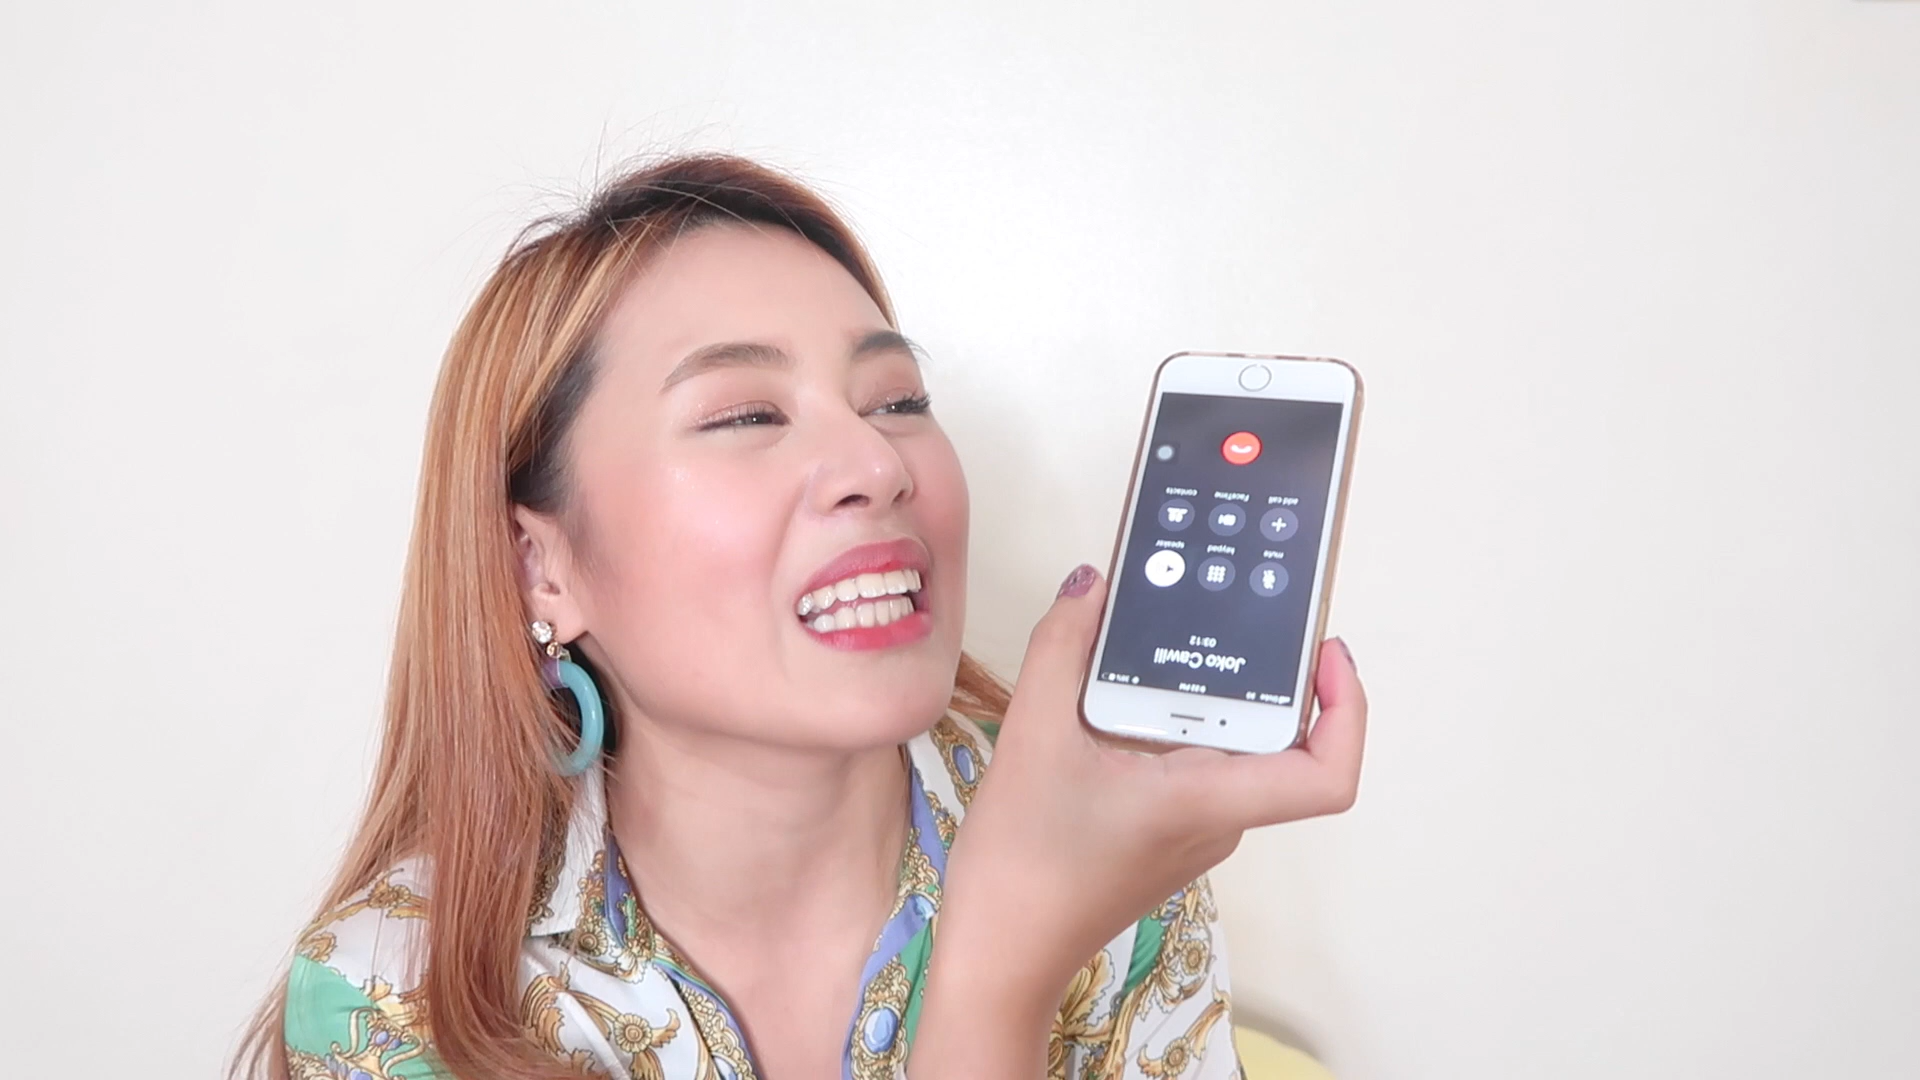 Joko Cawili
03:12
mute
keypad
speaker
add call
FaceTime
contacts